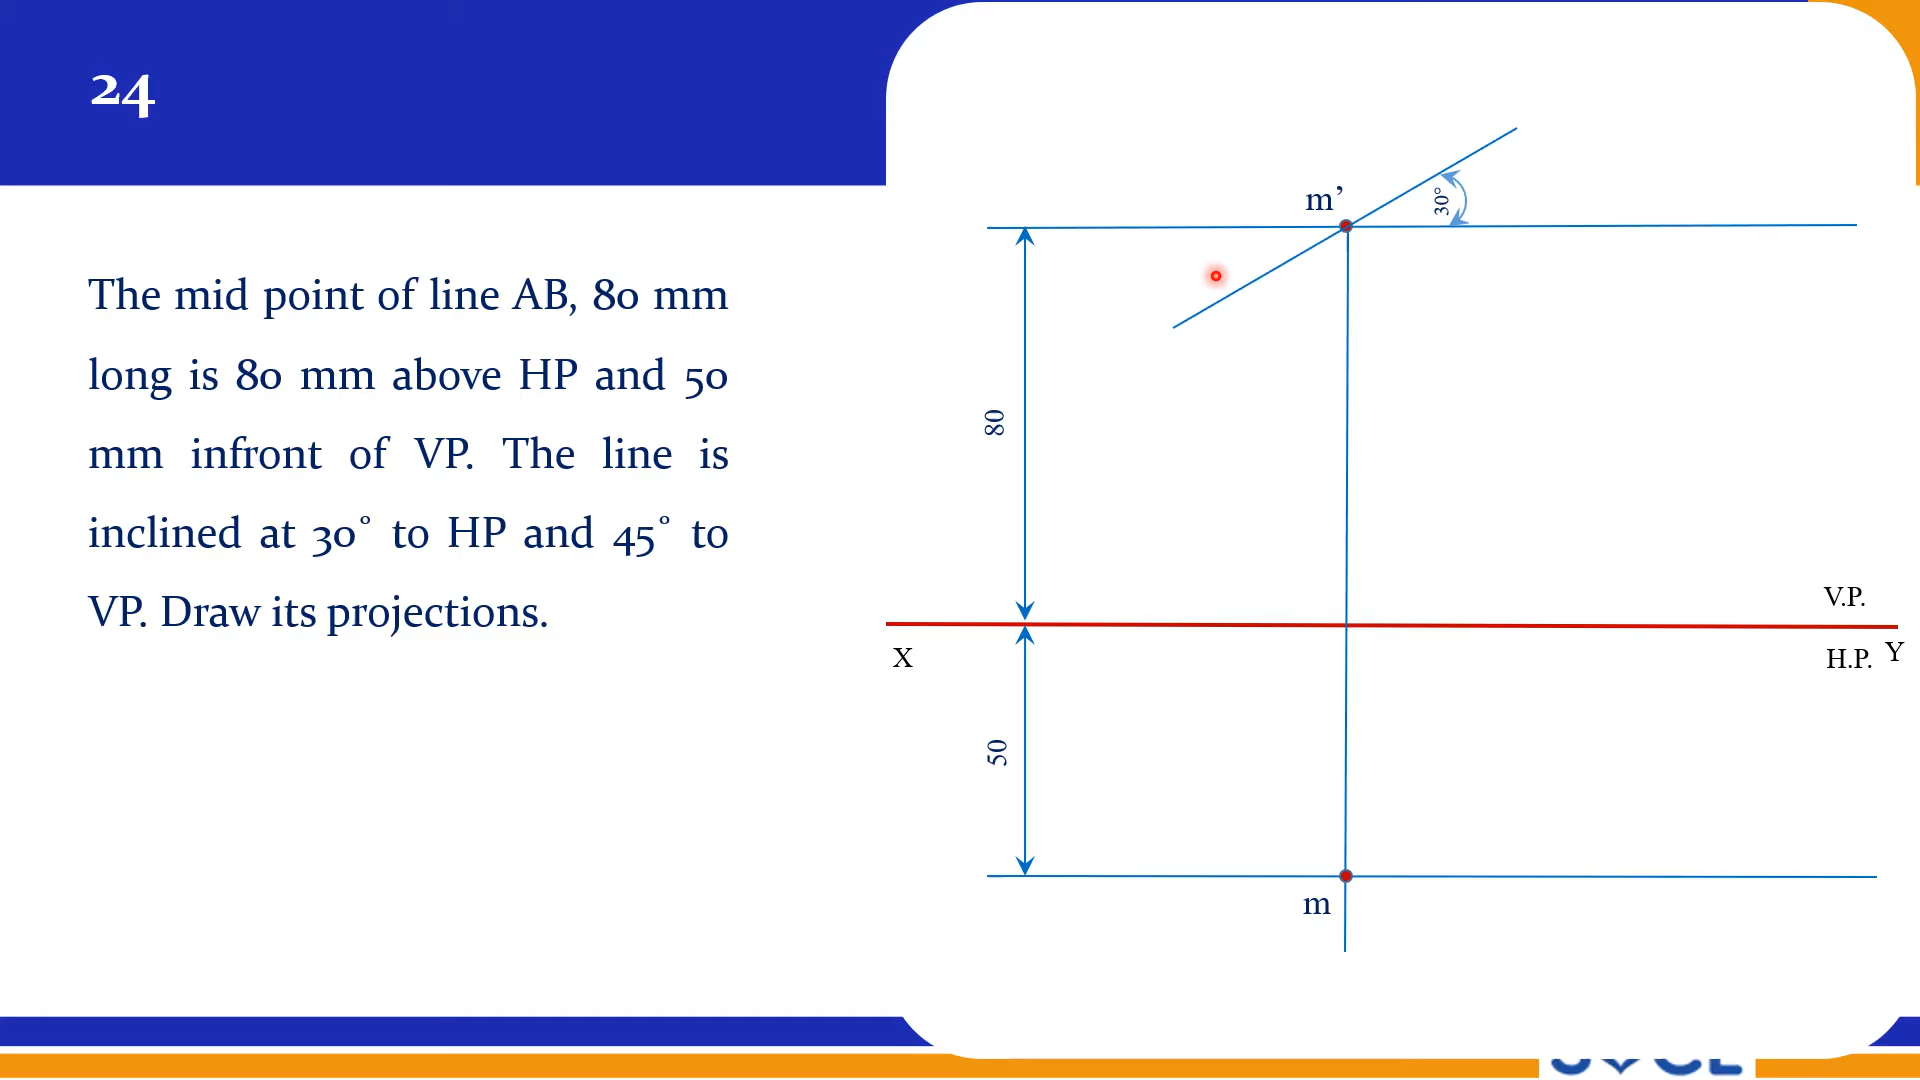 24
The mid point of line AB, 80 mm
long is 80 mm above HP and 50
mm infront of VP. The line is
inclined at 30˚ to HP and 45˚ to
VP. Draw its projections.
m’
30°
80
V.P.
X
H.P. Y
50
m